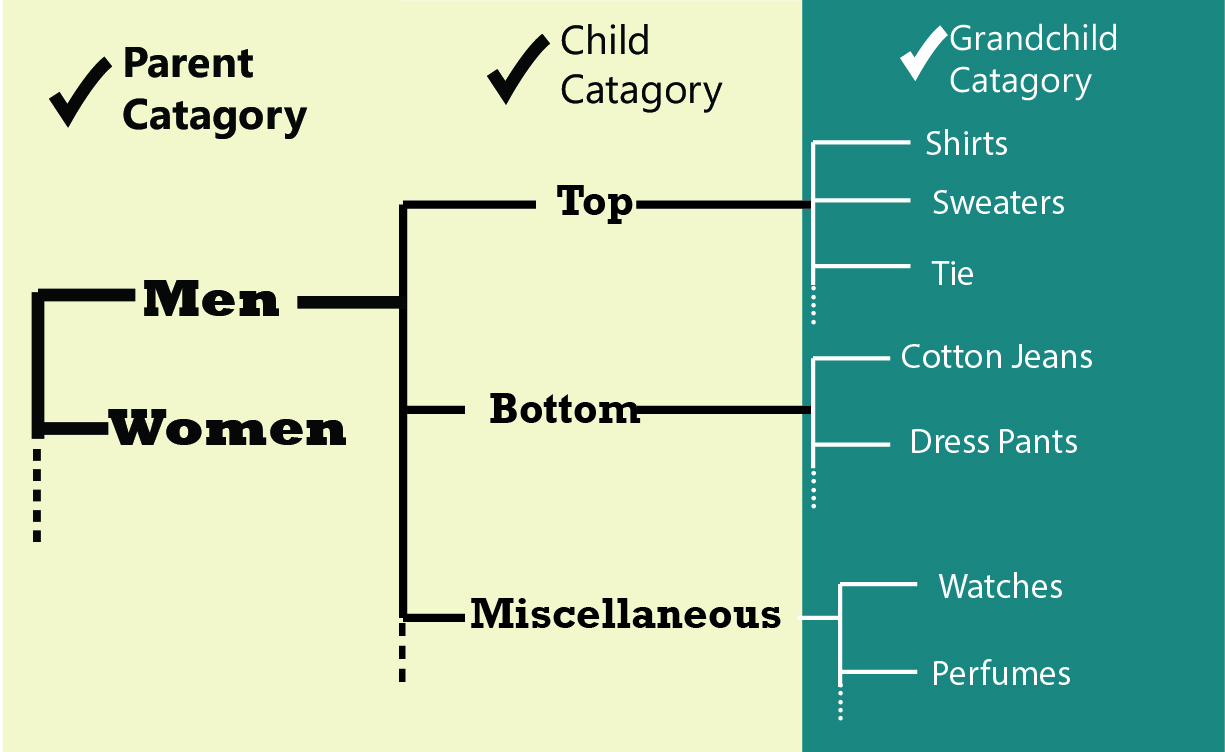 Parent
Catagory
Child
Catagory
Grandchild
Catagory
Men
Women
Top
Bottom
Miscellaneous
Shirts
Sweaters
Tie
Cotton Jeans
Dress Pants
Watches
Perfumes